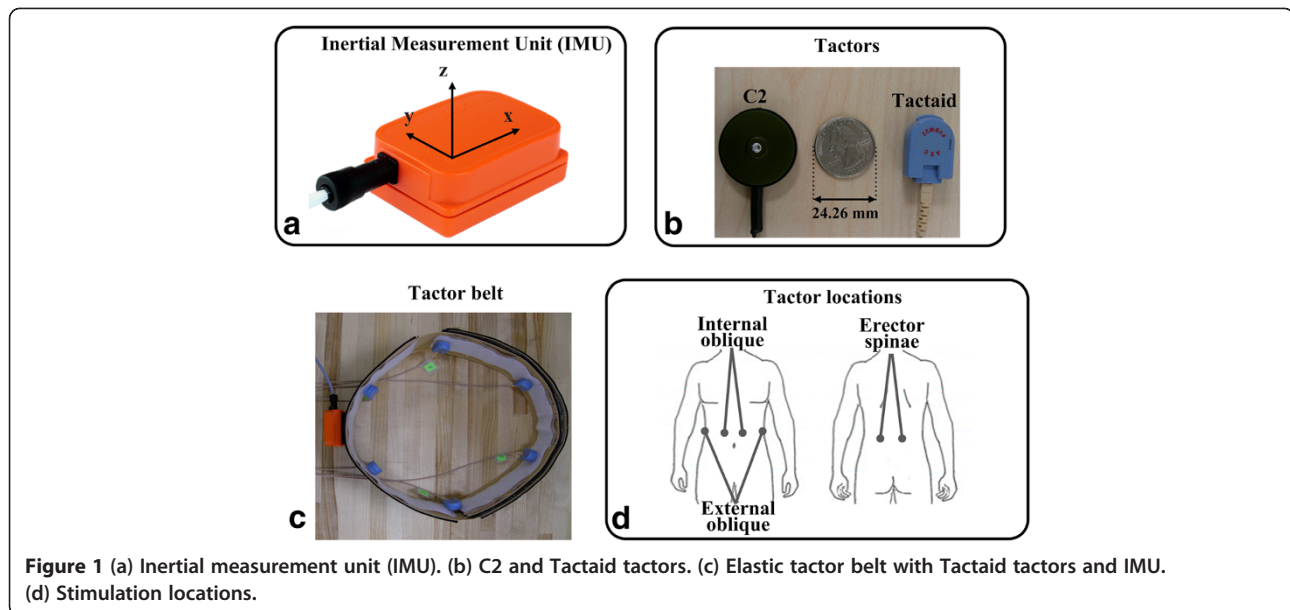 Inertial Measurement Unit (IMU)
z
y
x
a
Tactors
C2
Tactaid
24.26 mm
b
Tactor belt
c
Tactor locations
Internal
oblique
Erector
spinae
External
oblique
d
Figure 1 (a) Inertial measurement unit (IMU). (b) C2 and Tactaid tactors. (c) Elastic tactor belt with Tactaid tactors and IMU.
(d) Stimulation locations.